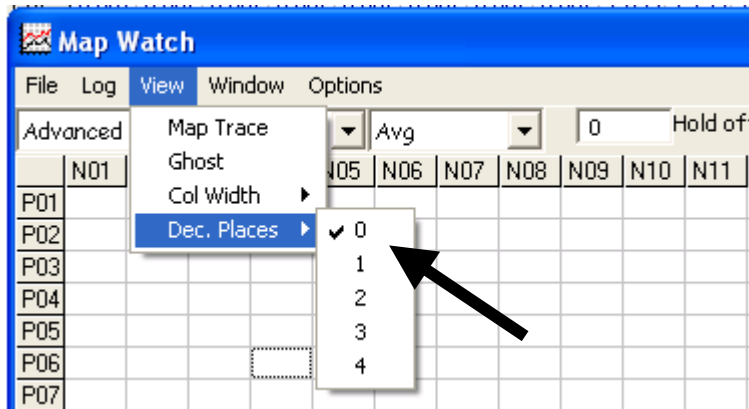 Map Watch
File Log View Window Options
Advanced Avg 0 Hold of
Map Trace
Ghost
Col Width
Dec. Places
0
1
2
3
4
N01 N05 N06 N07 N08 N09 N10 N11
P01
P02
P03
P04
P05
P06
P07